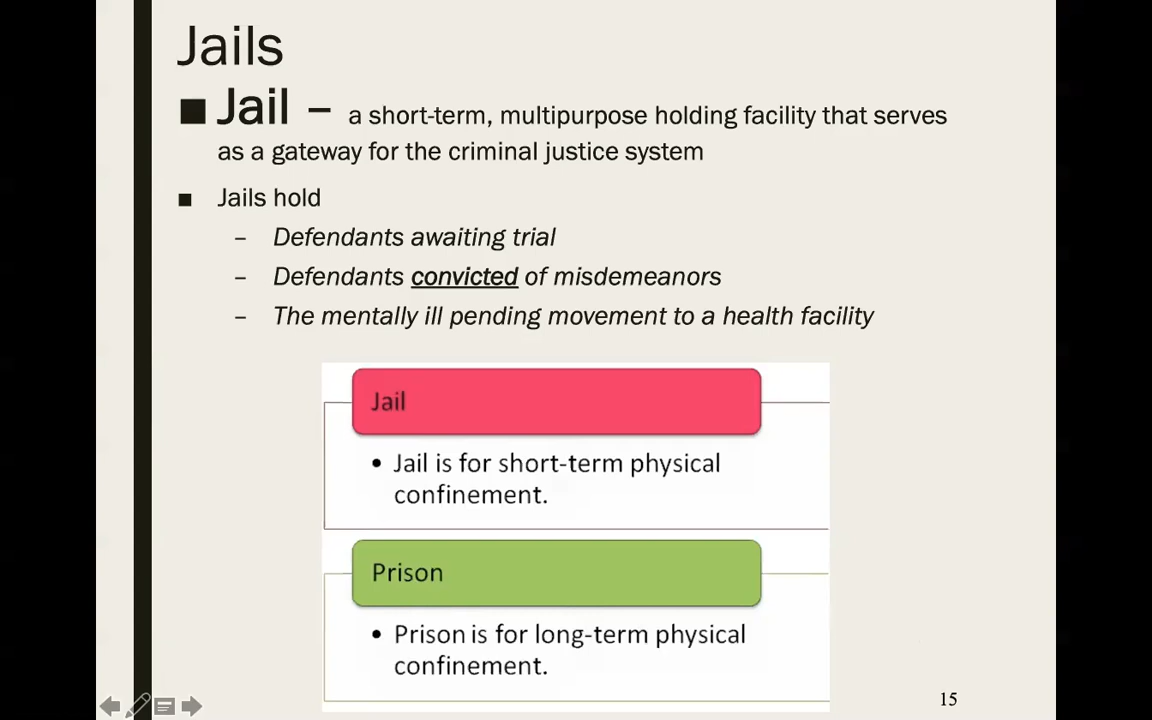 Jails
■ Jail – a short-term, multipurpose holding facility that serves
as a gateway for the criminal justice system
■ Jails hold
– Defendants awaiting trial
– Defendants convicted of misdemeanors
– The mentally ill pending movement to a health facility
Jail
• Jail is for short-term physical
confinement.
Prison
• Prison is for long-term physical
confinement.
15